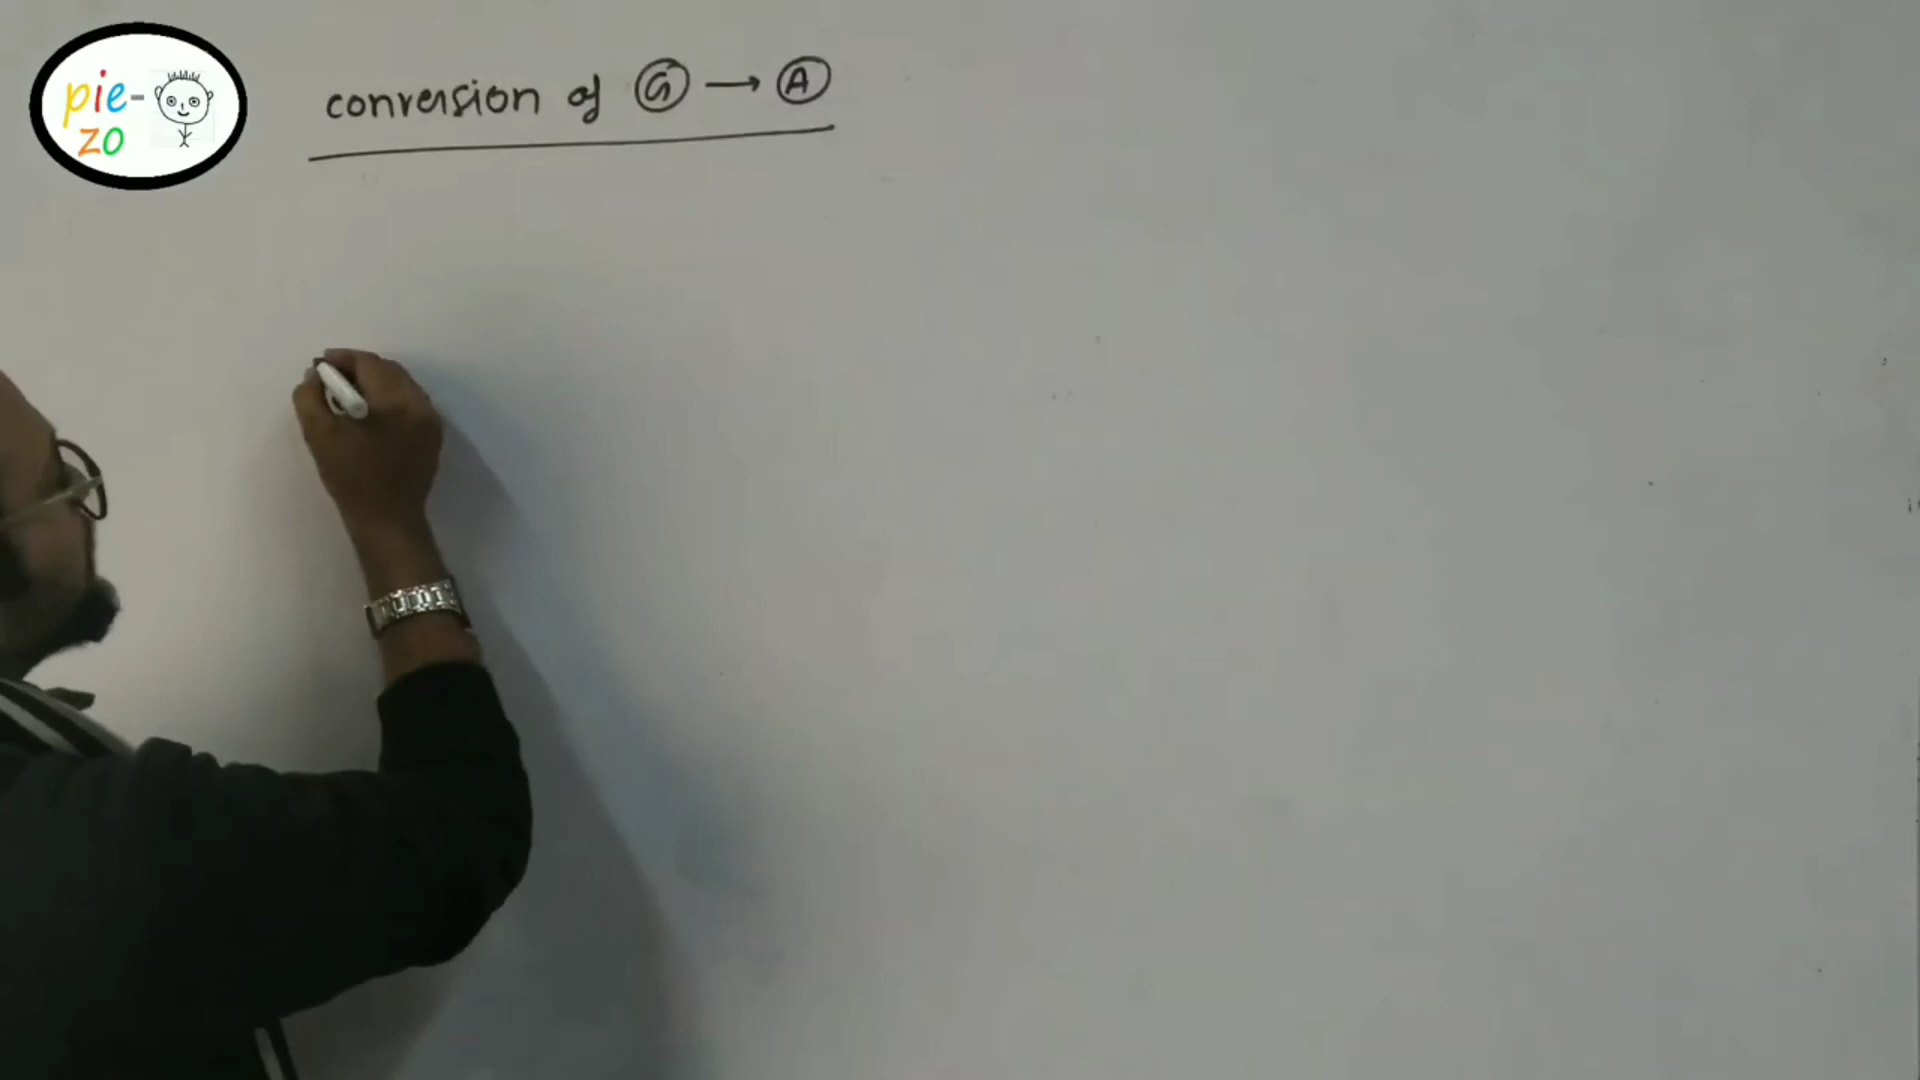 pie-
zo
conversion of G → A